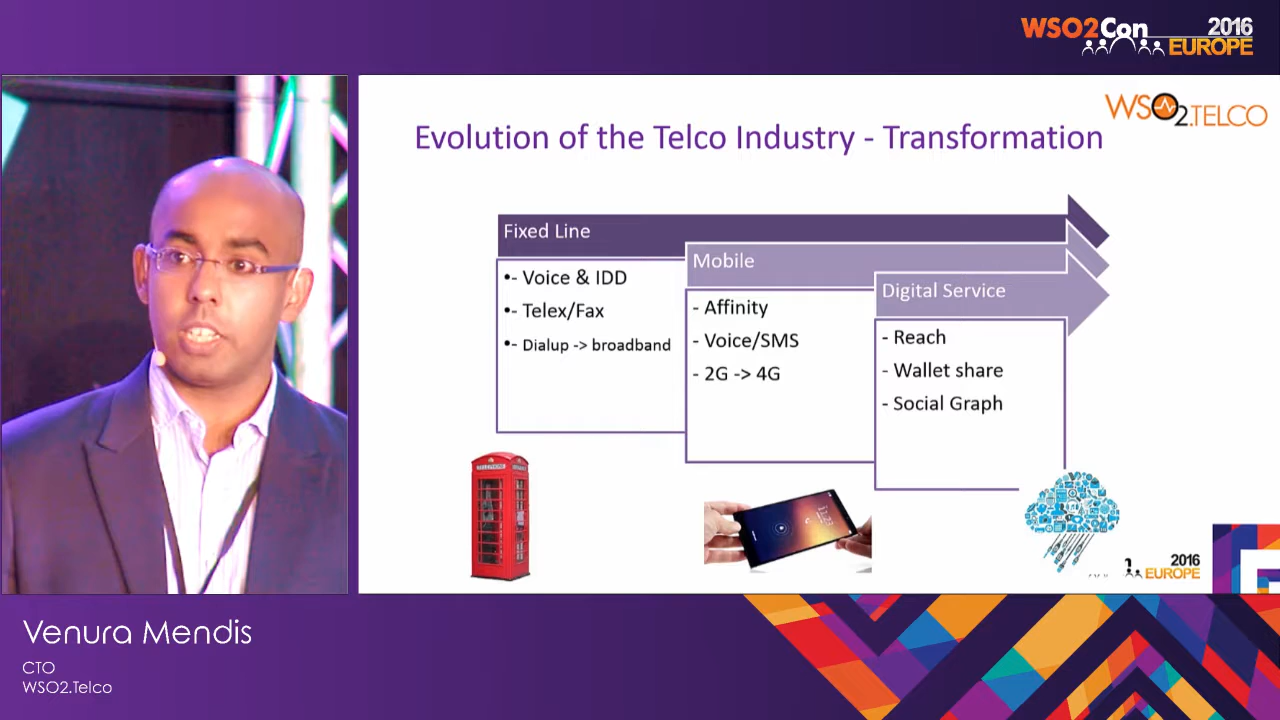 WSO2Con 2016
EUROPE
WSO2.TELCO
Evolution of the Telco Industry - Transformation
Fixed Line
•- Voice & IDD
•- Telex/Fax
•- Dialup -> broadband
Mobile
- Affinity
- Voice/SMS
- 2G -> 4G
Digital Service
- Reach
- Wallet share
- Social Graph
TELEPHONE
2016
EUROPE
Venura Mendis
CTO
WSO2.Telco